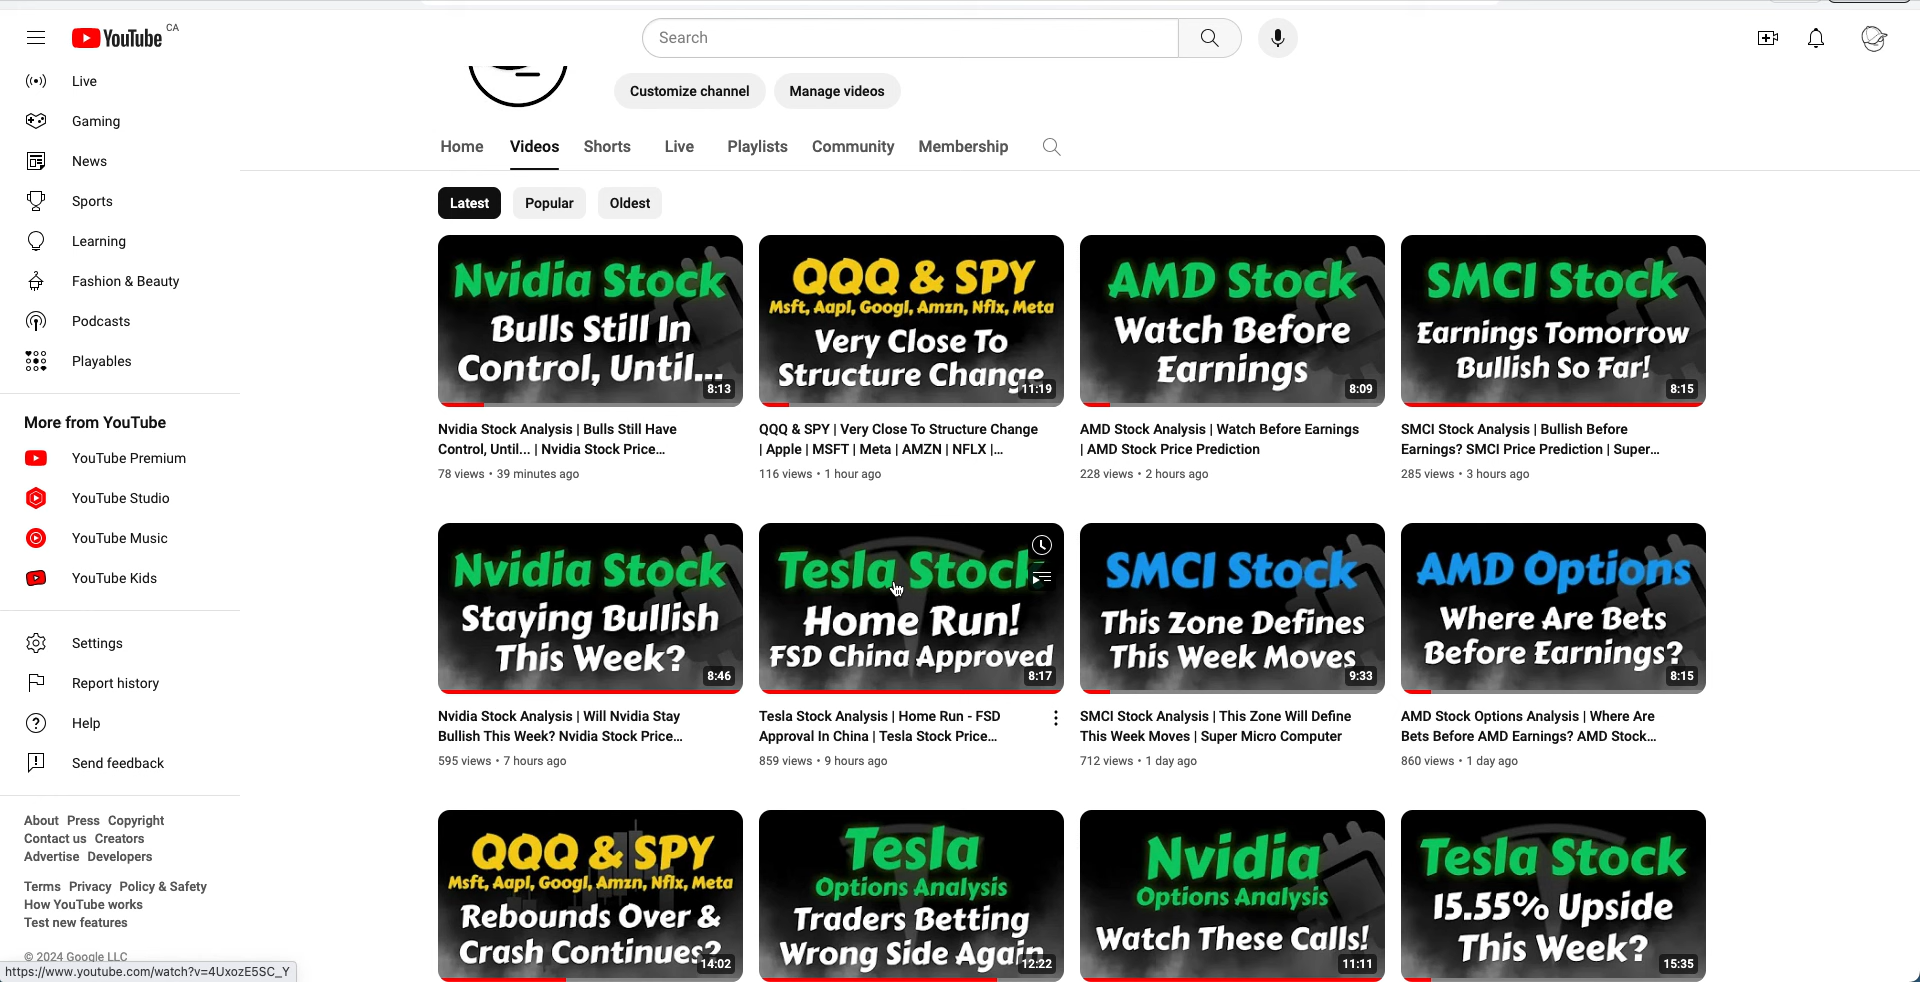 YouTube CA
Search
Live
Gaming
News
Sports
Learning
Fashion & Beauty
Podcasts
Playables
More from YouTube
YouTube Premium
YouTube Studio
YouTube Music
YouTube Kids
Settings
Report history
Help
Send feedback
About Press Copyright
Contact us Creators
Advertise Developers
Terms Privacy Policy & Safety
How YouTube works
Test new features
© 2024 Google LLC
https://www.youtube.com/watch?v=4UxozE5SC_Y
Customize channel Manage videos
Home Videos Shorts Live Playlists Community Membership
Latest Popular Oldest
Nvidia Stock
Bulls Still In
Control, Until...
8:13
Nvidia Stock Analysis | Bulls Still Have
Control, Until... | Nvidia Stock Price...
78 views • 39 minutes ago
QQQ & SPY
Msft, Aapl, Googl, Amzn, Nflx, Meta
Very Close To
Structure Change
11:19
QQQ & SPY | Very Close To Structure Change
| Apple | MSFT | Meta | AMZN | NFLX |...
116 views • 1 hour ago
AMD Stock
Watch Before
Earnings
8:09
AMD Stock Analysis | Watch Before Earnings
| AMD Stock Price Prediction
228 views • 2 hours ago
SMCI Stock
Earnings Tomorrow
Bullish So Far!
8:15
SMCI Stock Analysis | Bullish Before
Earnings? SMCI Price Prediction | Super...
285 views • 3 hours ago
Nvidia Stock
Staying Bullish
This Week?
8:46
Nvidia Stock Analysis | Will Nvidia Stay
Bullish This Week? Nvidia Stock Price...
595 views • 7 hours ago
Tesla Stock
Home Run!
FSD China Approved
8:17
Tesla Stock Analysis | Home Run - FSD
Approval In China | Tesla Stock Price...
859 views • 9 hours ago
SMCI Stock
This Zone Defines
This Week Moves
9:33
SMCI Stock Analysis | This Zone Will Define
This Week Moves | Super Micro Computer
712 views • 1 day ago
AMD Options
Where Are Bets
Before Earnings?
8:15
AMD Stock Options Analysis | Where Are
Bets Before AMD Earnings? AMD Stock...
860 views • 1 day ago
QQQ & SPY
Msft, Aapl, Googl, Amzn, Nflx, Meta
Rebounds Over &
Crash Continues?
14:02
Tesla
Options Analysis
Traders Betting
Wrong Side Again
12:22
Nvidia
Options Analysis
Watch These Calls!
11:11
Tesla Stock
15.55% Upside
This Week?
15:35